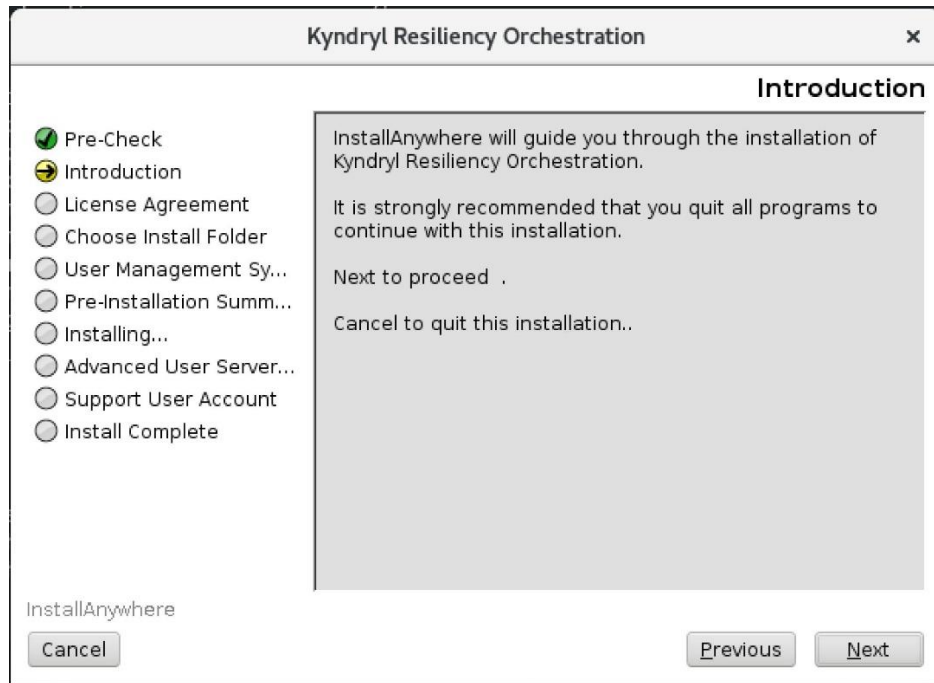 Kyndryl Resiliency Orchestration
×
Introduction
Pre-Check
Introduction
License Agreement
Choose Install Folder
User Management Sy...
Pre-Installation Summ...
Installing...
Advanced User Server...
Support User Account
Install Complete
InstallAnywhere will guide you through the installation of
Kyndryl Resiliency Orchestration.
It is strongly recommended that you quit all programs to
continue with this installation.
Next to proceed  .
Cancel to quit this installation..
InstallAnywhere
Cancel
Previous
Next